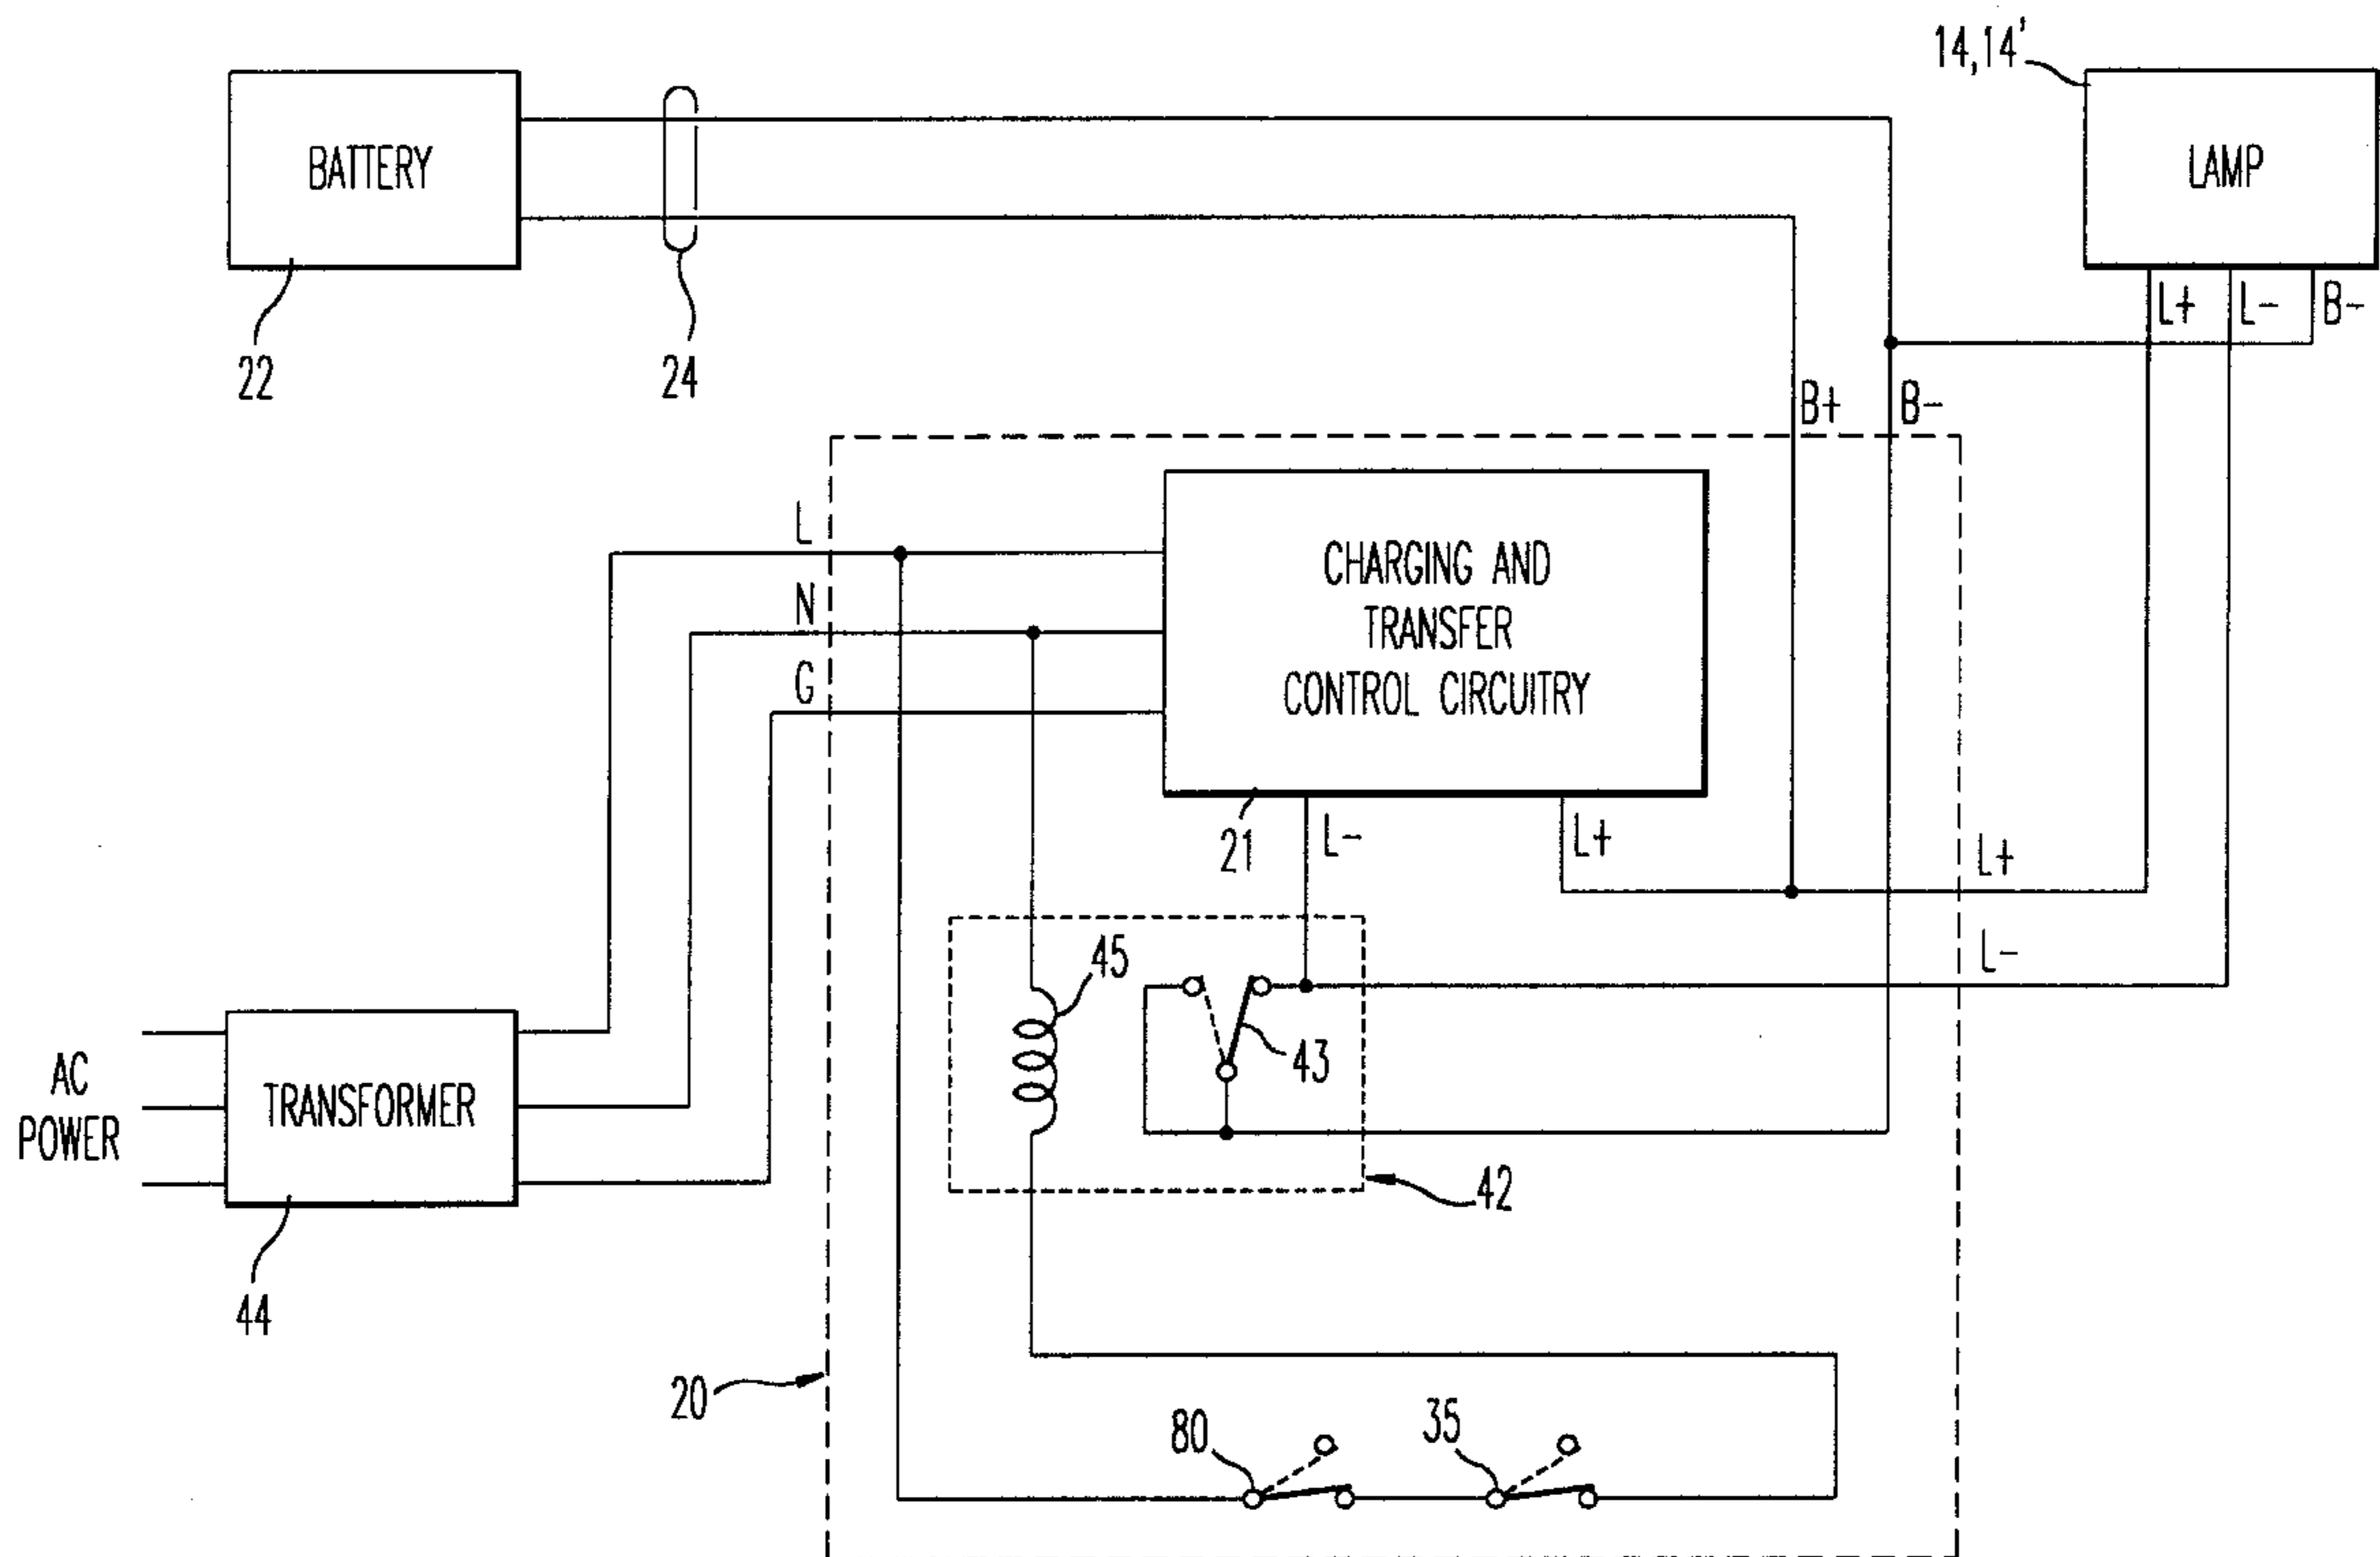 14,14'
BATTERY
LAMP
L+
L-
B-
22
24
B+
B-
L
N
G
CHARGING AND
TRANSFER
CONTROL CIRCUITRY
21
L-
L+
L+
L-
45
43
AC
POWER
TRANSFORMER
42
44
20
80
35